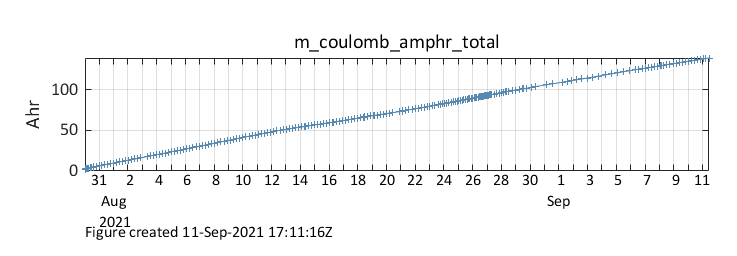 m_coulomb_amphr_total
Ahr
100
50
0
31 2 4 6 8 10 12 14 16 18 20 22 24 26 28 30 1 3 5 7 9 11
Aug Sep
2021
Figure created 11-Sep-2021 17:11:16Z